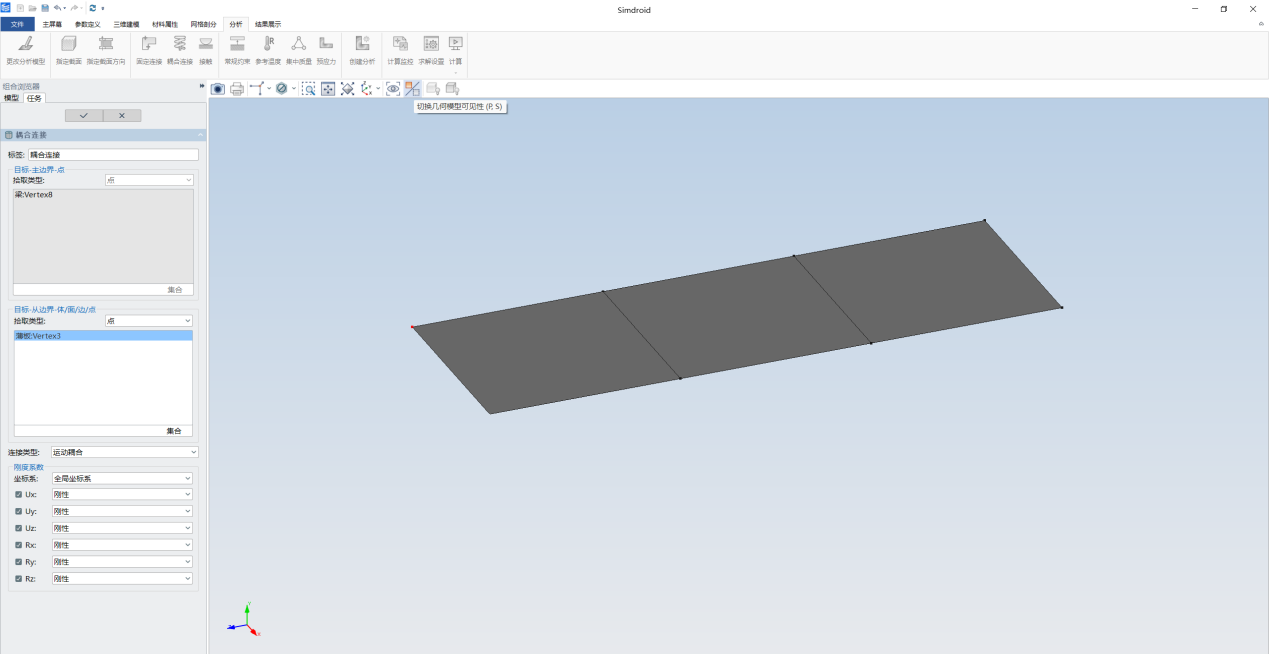 Simdroid
文件 主屏幕 参数定义 三维建模 材料属性 网格剖分 分析 结果展示
更改分析模型 指定截面 指定截面方向 固定连接 耦合连接 接触 常规约束 参考温度 集中质量 预应力 创建分析 计算监控 求解设置 计算
组合浏览器
模型 任务
切换几何模型可见性 (P, S)
耦合连接
标签: 耦合连接
目标-主边界-点
拾取类型: 点
梁:Vertex8
集合
目标-从边界-体/面/边/点
拾取类型: 点
薄板:Vertex3
集合
连接类型: 运动耦合
刚度系数
坐标系: 全局坐标系
Ux: 刚性
Uy: 刚性
Uz: 刚性
Rx: 刚性
Ry: 刚性
Rz: 刚性
Y
Z
X